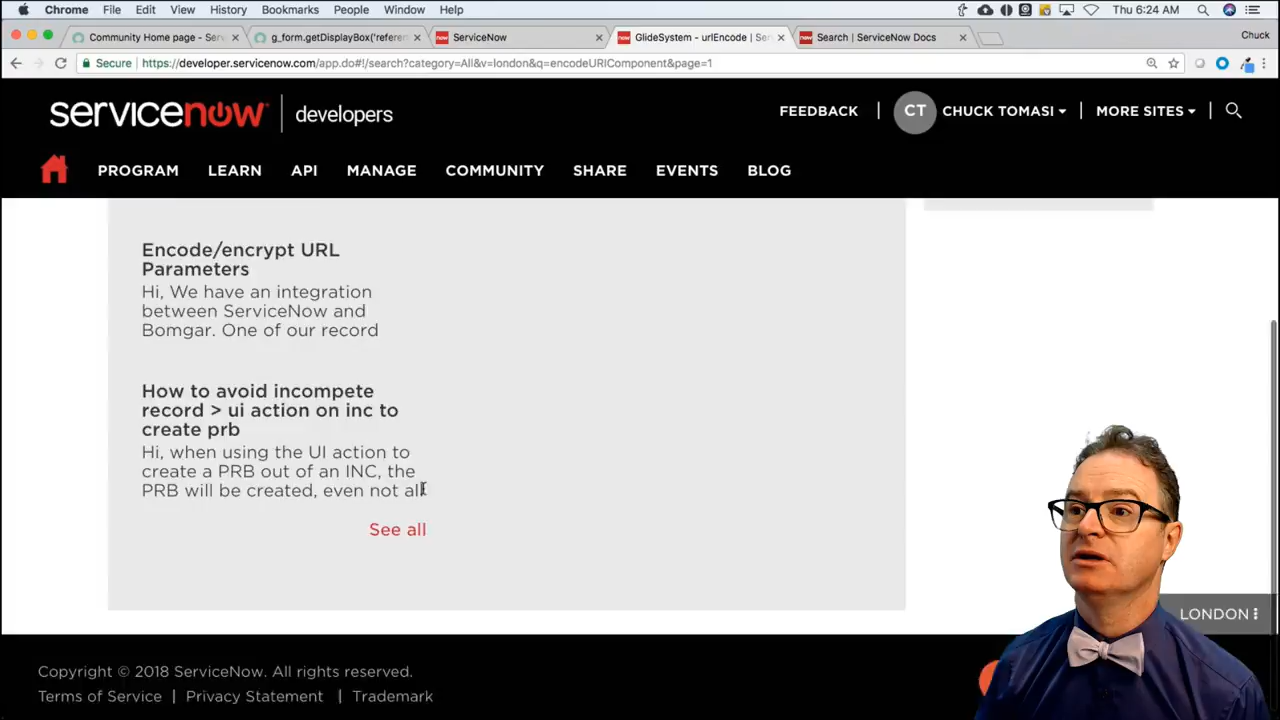 Chrome File Edit View History Bookmarks People Window Help Thu 6:24 AM
Community Home page - Serv
g_form.getDisplayBox('referen
ServiceNow
GlideSystem - urlEncode | Serv
Search | ServiceNow Docs
Chuck
Secure https://developer.servicenow.com/app.do#!/search?category=All&v=london&q=encodeURIComponent&page=1
servicenow developers
FEEDBACK CT CHUCK TOMASI MORE SITES
PROGRAM LEARN API MANAGE COMMUNITY SHARE EVENTS BLOG
Encode/encrypt URL
Parameters
Hi, We have an integration
between ServiceNow and
Bomgar. One of our record
How to avoid incompete
record > ui action on inc to
create prb
Hi, when using the UI action to
create a PRB out of an INC, the
PRB will be created, even not all
See all
LONDON
Copyright © 2018 ServiceNow. All rights reserved.
Terms of Service | Privacy Statement | Trademark